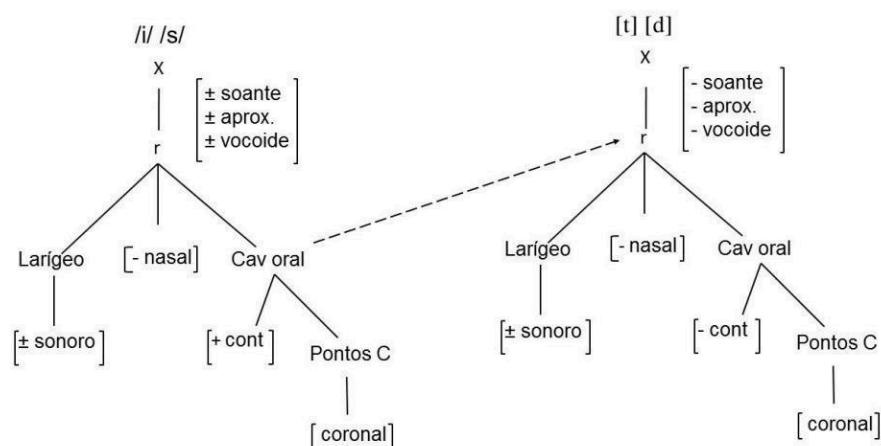 /i/ /s/
X
± soante
± aprox.
± vocoide
r
Larígeo
[- nasal]
Cav oral
[± sonoro]
[+ cont]
Pontos C
[coronal]
[t] [d]
X
- soante
- aprox.
- vocoide
r
Larígeo
[- nasal]
Cav oral
[± sonoro]
[- cont]
Pontos C
[coronal]